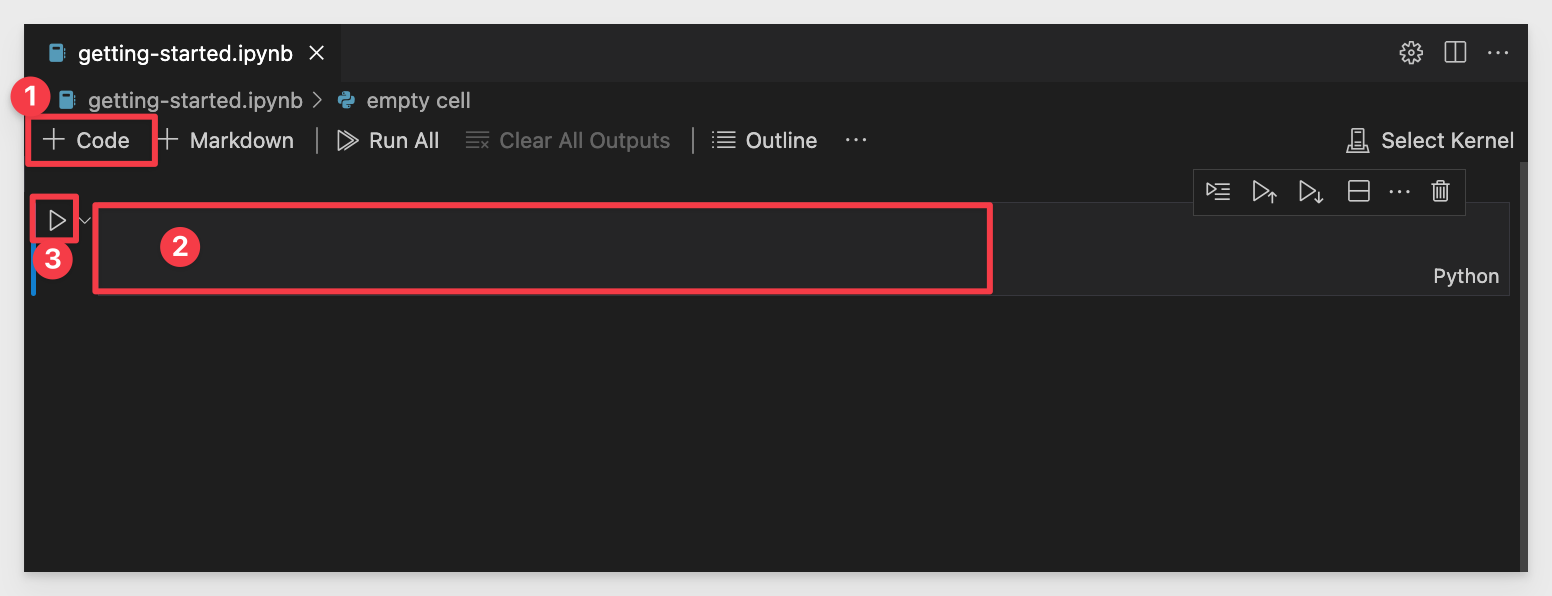 getting-started.ipynb
1
getting-started.ipynb > empty cell
+ Code + Markdown | Run All Clear All Outputs | Outline ··· Select Kernel
···
2
3
Python